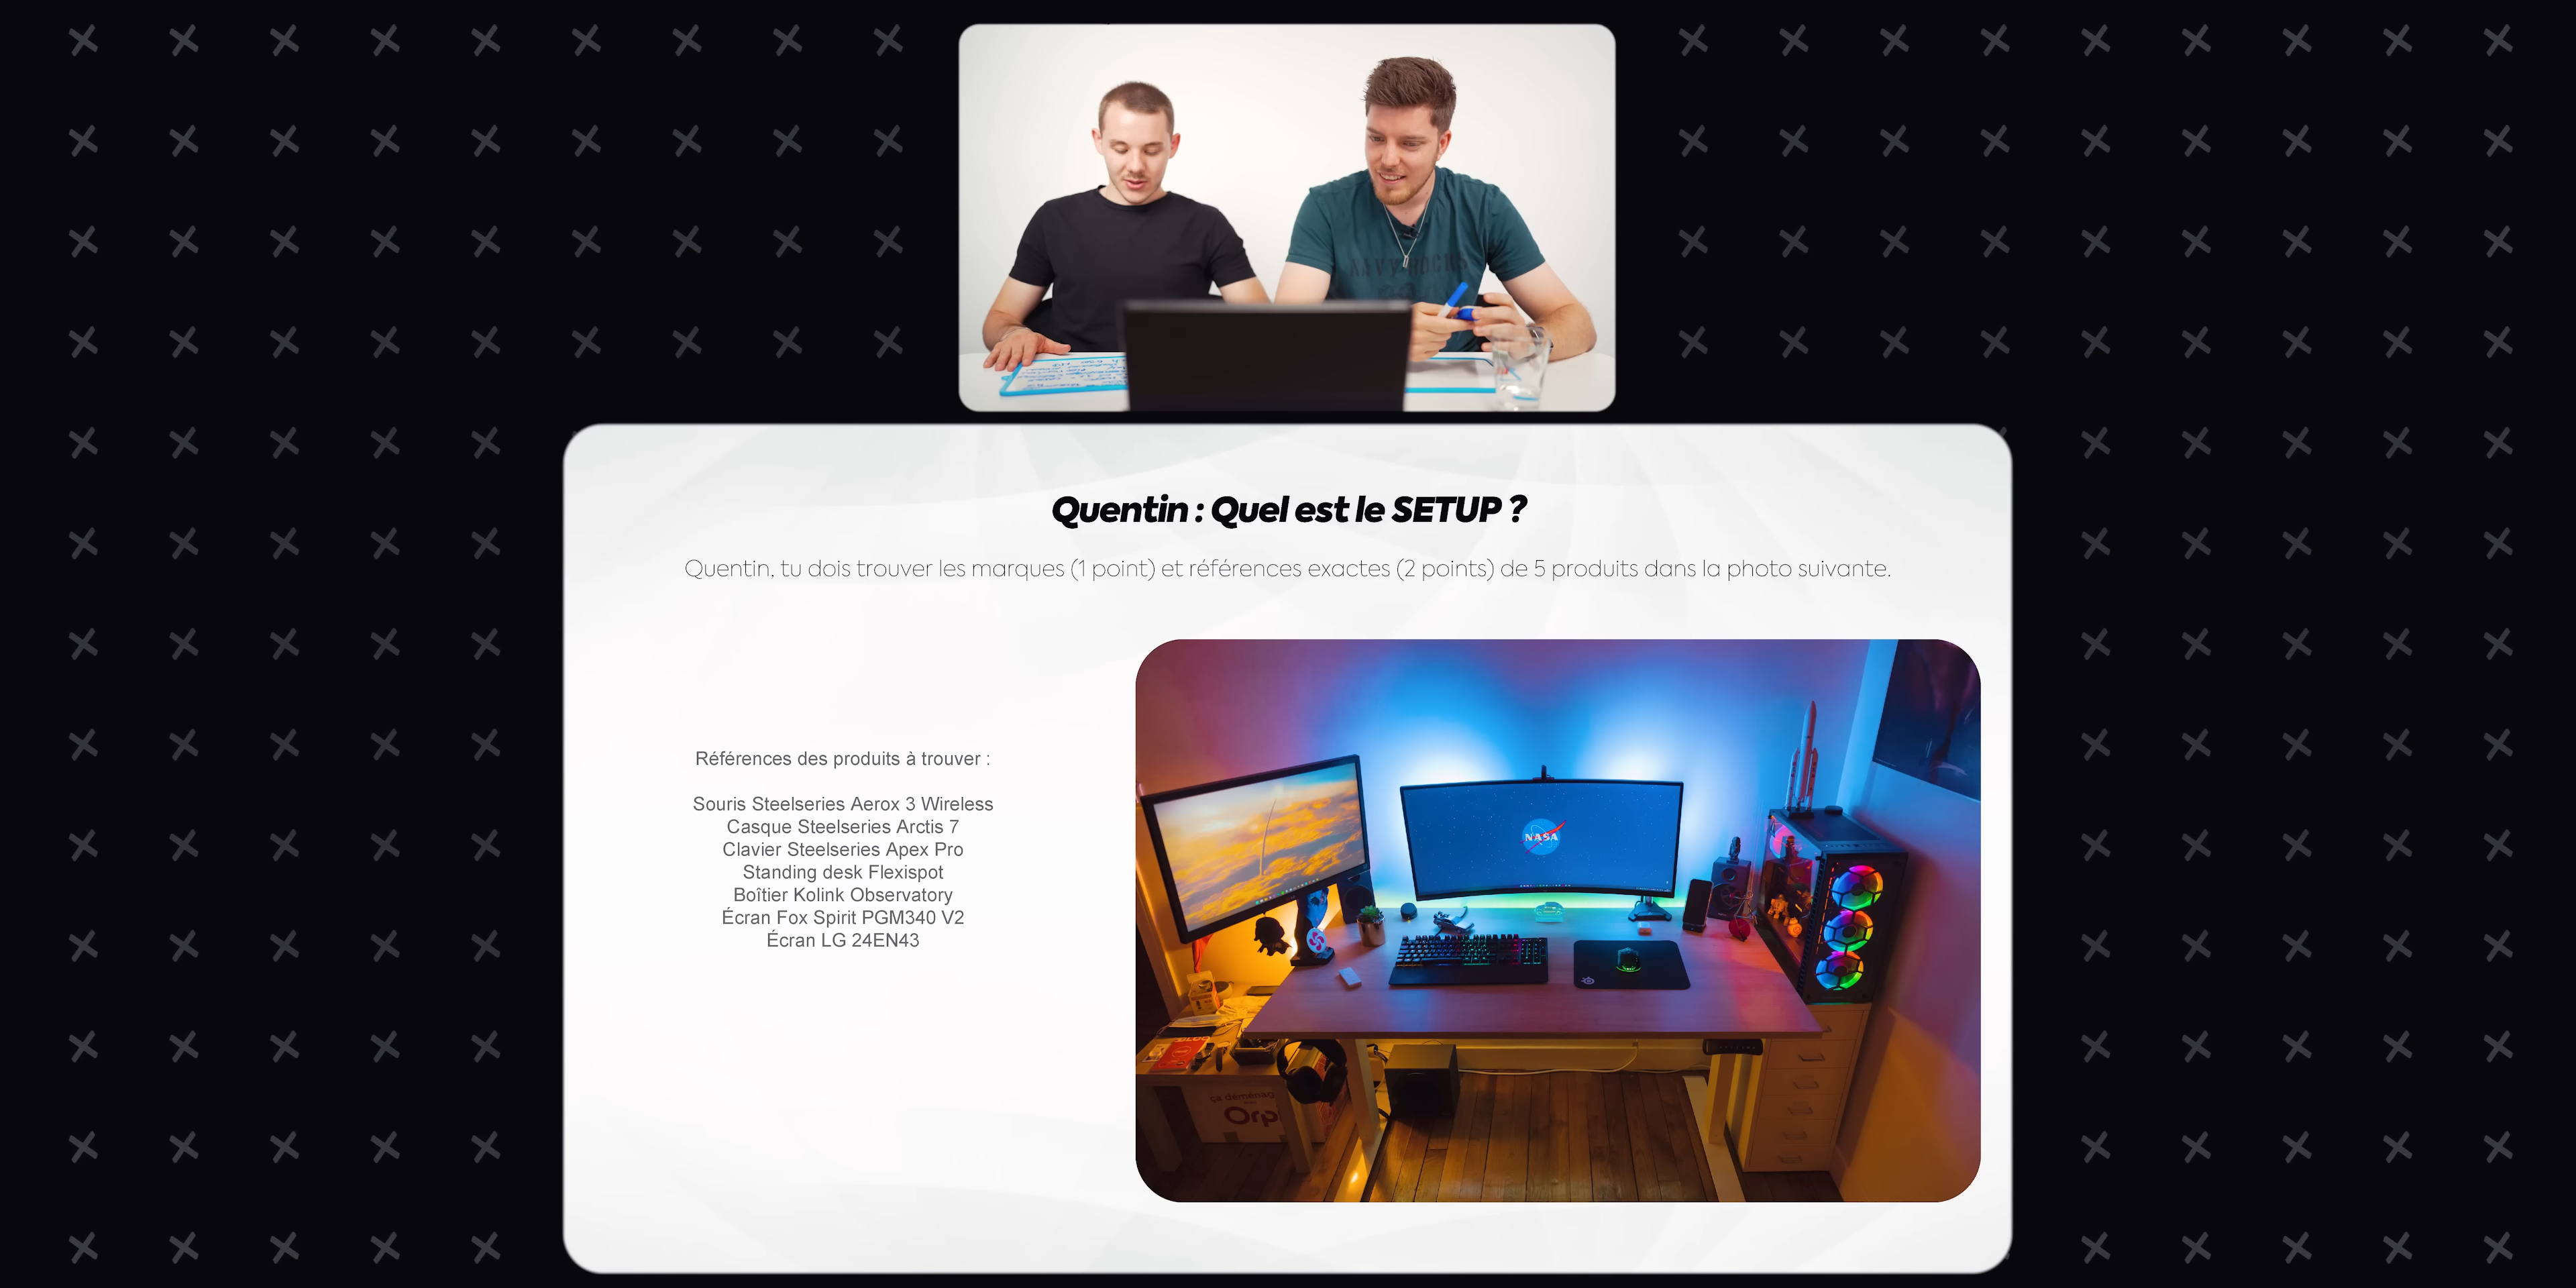 Quentin : Quel est le SETUP ?
Quentin, tu dois trouver les marques (1 point) et références exactes (2 points) de 5 produits dans la photo suivante.
Références des produits à trouver :
Souris Steelseries Aerox 3 Wireless
Casque Steelseries Arctis 7
Clavier Steelseries Apex Pro
Standing desk Flexispot
Boîtier Kolink Observatory
Écran Fox Spirit PGM340 V2
Écran LG 24EN43
NASA
Orp